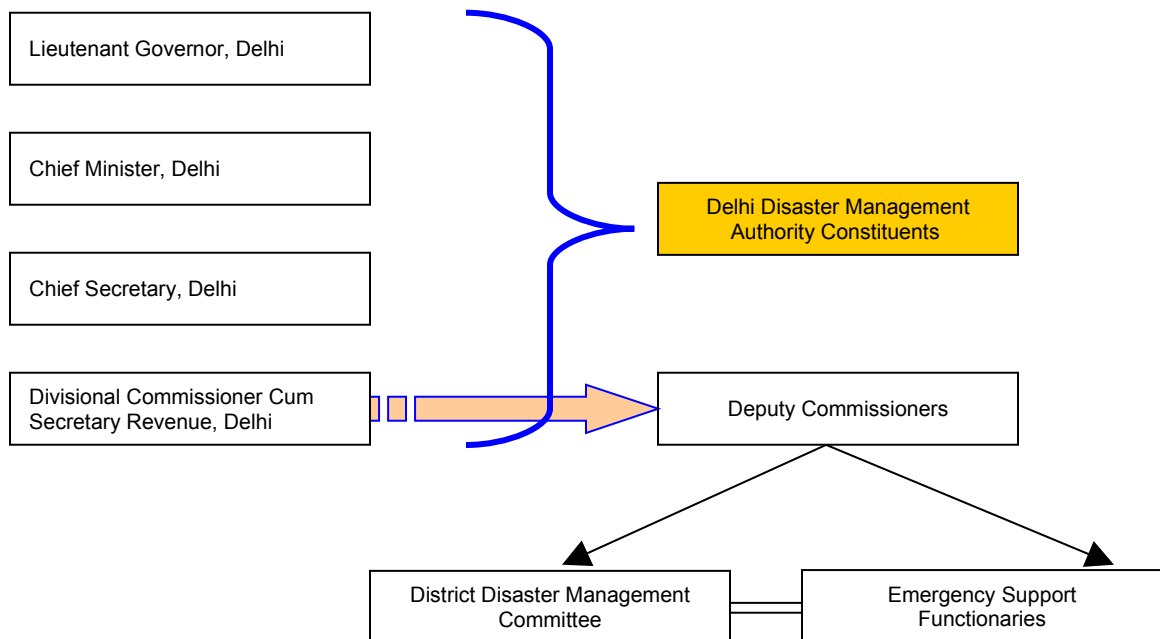 Lieutenant Governor, Delhi
Chief Minister, Delhi
Delhi Disaster Management
Authority Constituents
Chief Secretary, Delhi
Divisional Commissioner Cum
Secretary Revenue, Delhi
Deputy Commissioners
District Disaster Management
Committee
Emergency Support
Functionaries